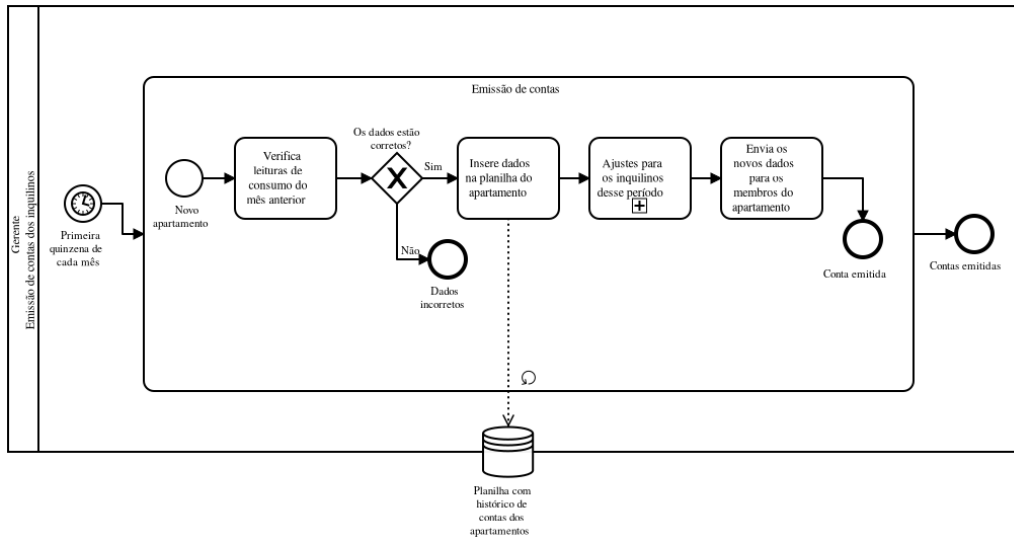 Gerente
Emissão de contas dos inquilinos
Primeira
quinzena de
cada mês
Emissão de contas
Novo
apartamento
Verifica
leituras de
consumo do
mês anterior
Os dados estão
corretos?
Sim
Não
Dados
incorretos
Insere dados
na planilha do
apartamento
Ajustes para
os inquilinos
desse período
Envia os
novos dados
para os
membros do
apartamento
Conta emitida
Contas emitidas
Planilha com
histórico de
contas dos
apartamentos